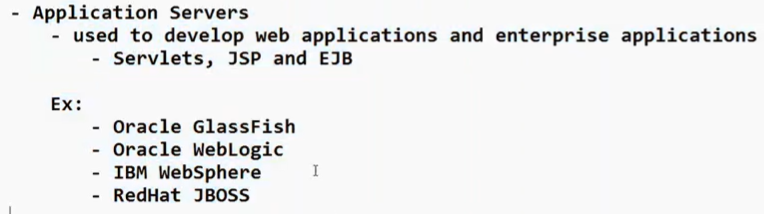 - Application Servers
- used to develop web applications and enterprise applications
- Servlets, JSP and EJB
Ex:
- Oracle GlassFish
- Oracle WebLogic
- IBM WebSphere
- RedHat JBOSS